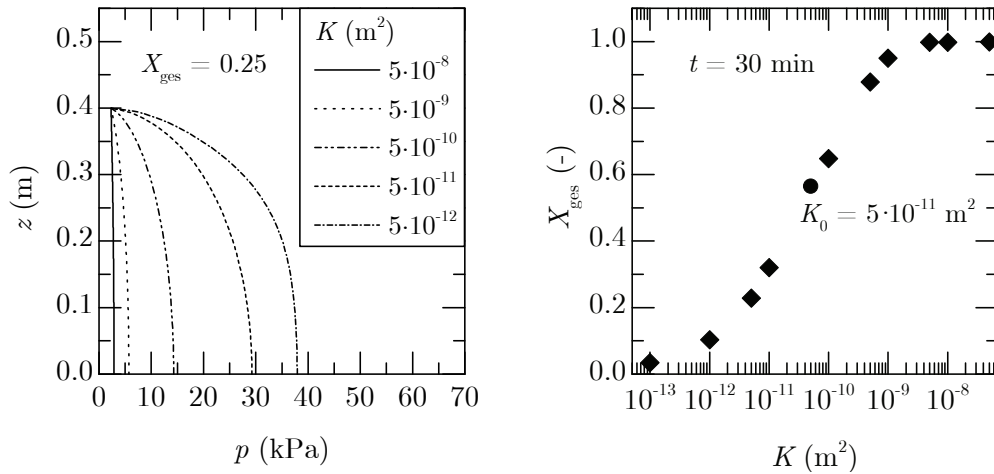 0.5
0.4
0.3
0.2
0.1
0.0
z (m)
X_ges = 0.25
K (m²)
5·10⁻⁸
5·10⁻⁹
5·10⁻¹⁰
5·10⁻¹¹
5·10⁻¹²
0 10 20 30 40 50 60 70
p (kPa)
1.0
0.8
0.6
0.4
0.2
0.0
X_ges (-)
t = 30 min
K₀ = 5·10⁻¹¹ m²
10⁻¹³ 10⁻¹² 10⁻¹¹ 10⁻¹⁰ 10⁻⁹ 10⁻⁸
K (m²)